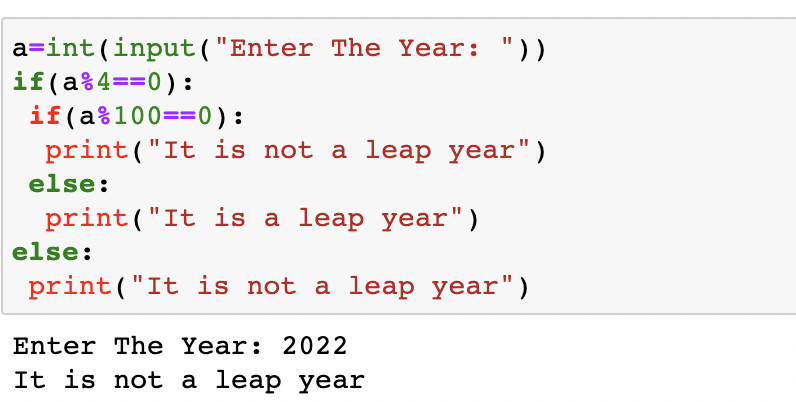 a=int(input("Enter The Year: "))
if(a%4==0):
 if(a%100==0):
  print("It is not a leap year")
 else:
  print("It is a leap year")
else:
 print("It is not a leap year")
Enter The Year: 2022
It is not a leap year